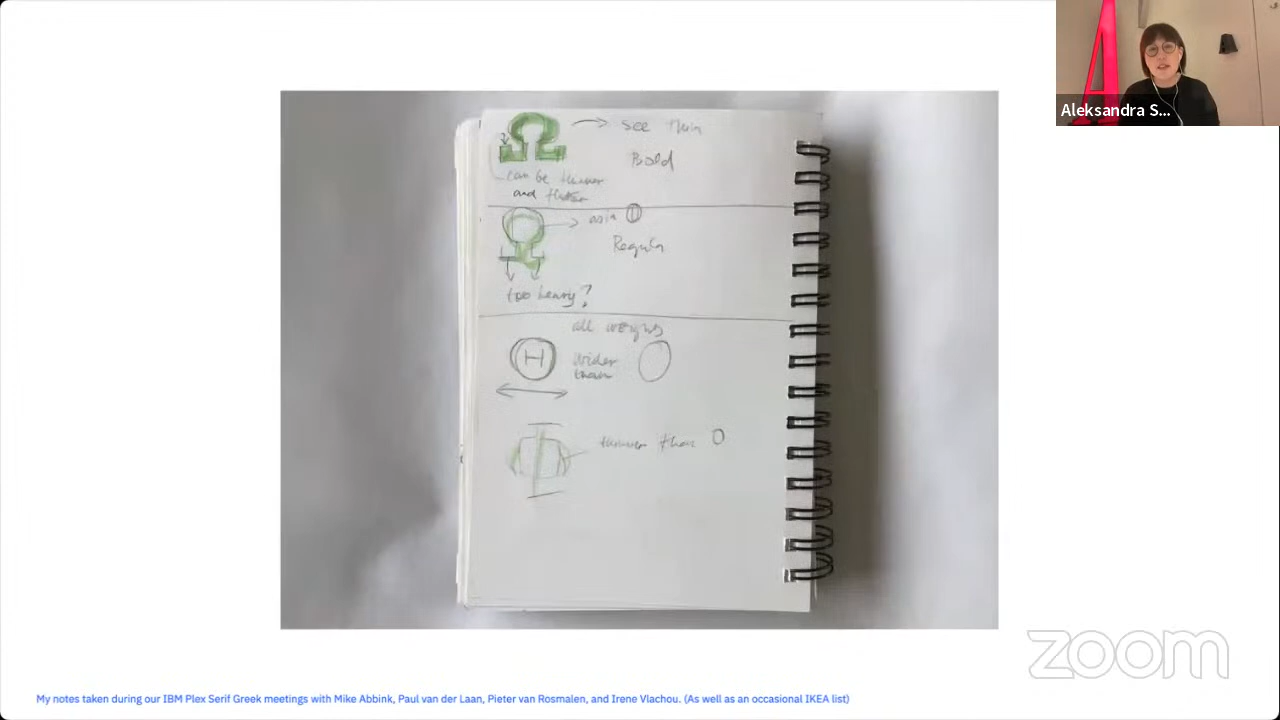 Aleksandra S...
Ω → see thin
Bold
can be thinner
and flatter
Regular
too heavy?
all weights
Θ wider than O
thinner than O
zoom
My notes taken during our IBM Plex Serif Greek meetings with Mike Abbink, Paul van der Laan, Pieter van Rosmalen, and Irene Vlachou. (As well as an occasional IKEA list)